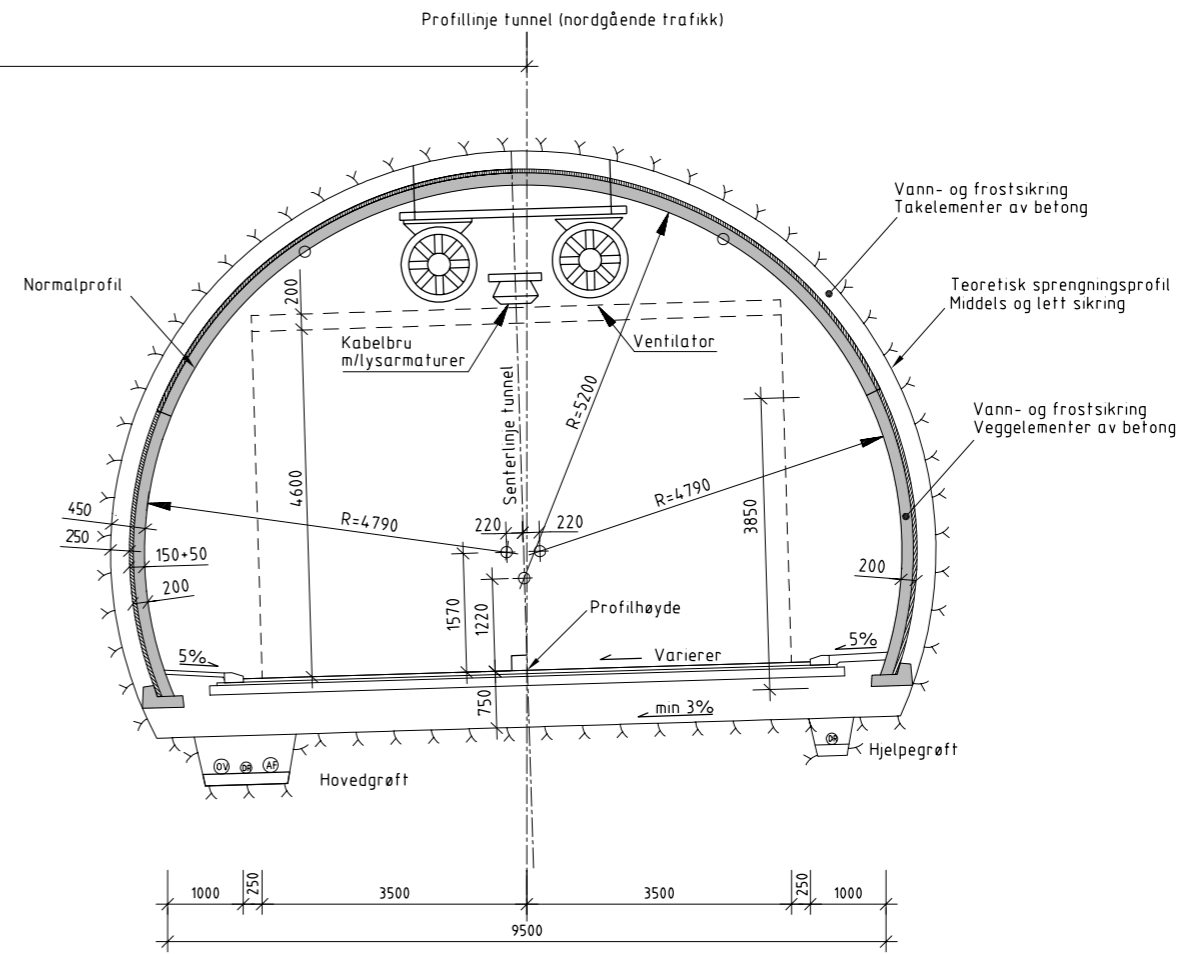 Profillinje tunnel (nordgående trafikk)
Vann- og frostsikring
Takelementer av betong
Normalprofil
Teoretisk sprengningsprofil
Middels og lett sikring
200
Kabelbru
m/lysarmaturer
Ventilator
Senterlinje tunnel
R=5200
Vann- og frostsikring
Veggelementer av betong
4600
3850
450
R=4790
R=4790
250
220
220
150+50
200
200
1570
1220
Profilhøyde
5%
Varierer
5%
750
min 3%
OV
DR
AF
Hovedgrøft
DR
Hjelpegrøft
1000
250
3500
3500
250
1000
9500